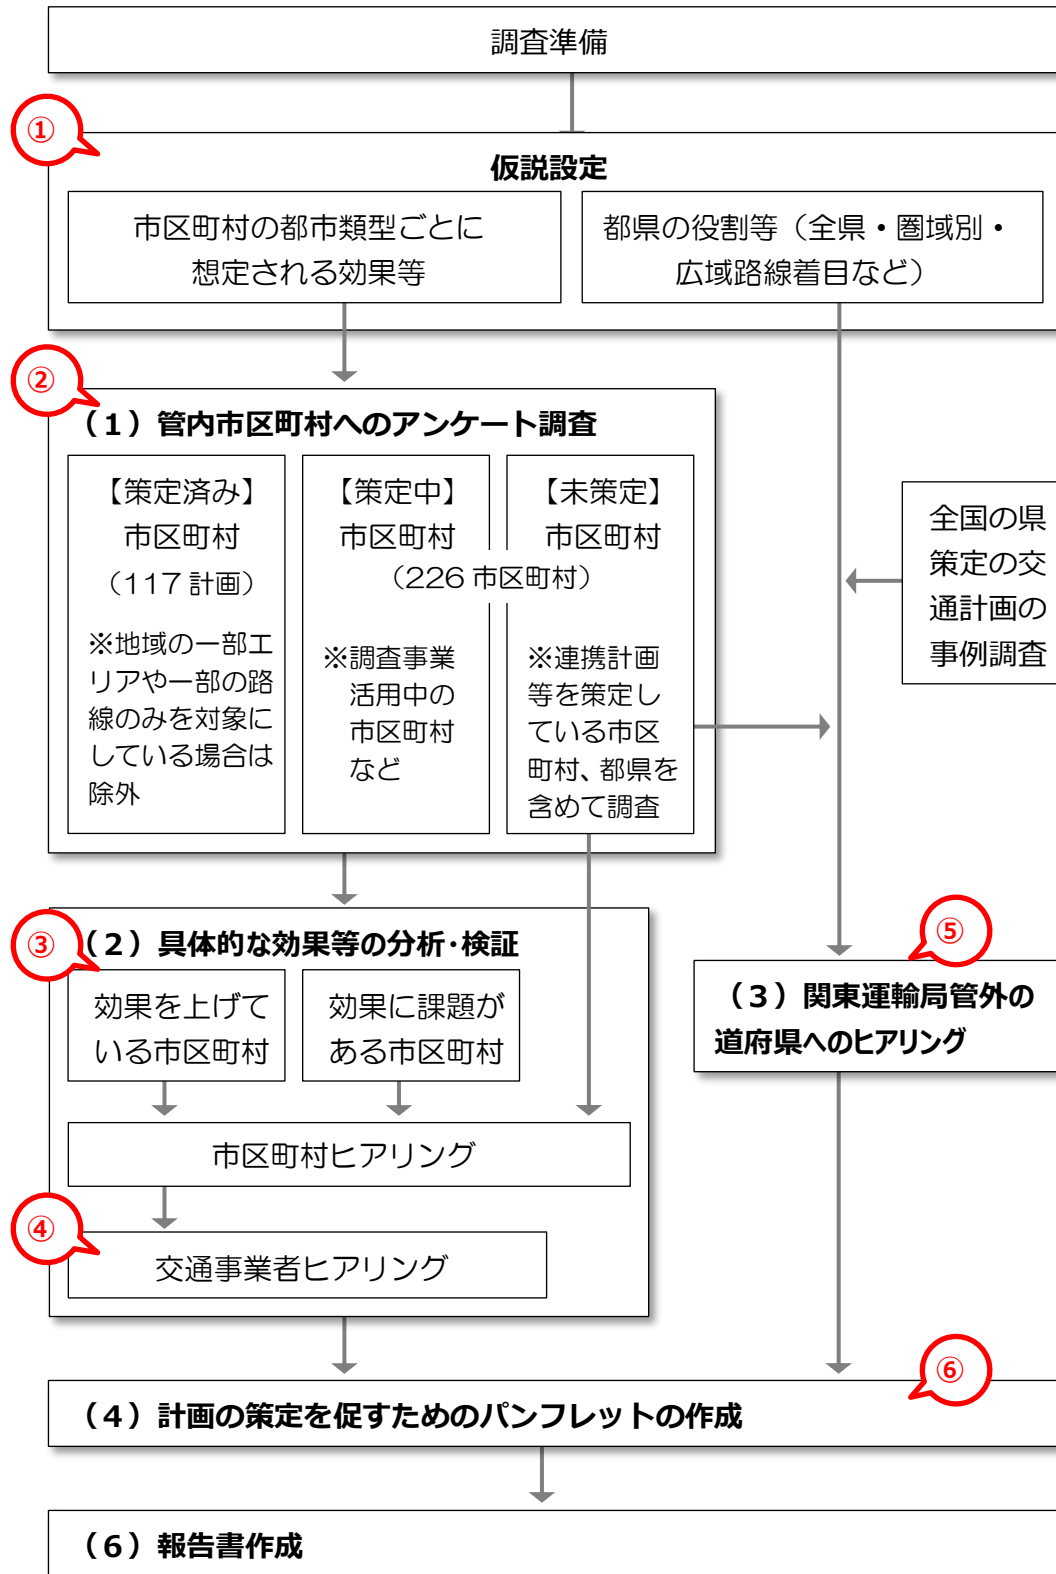 調査準備
①
仮説設定
市区町村の都市類型ごとに
想定される効果等
都県の役割等（全県・圏域別・
広域路線着目など）
②
（１）管内市区町村へのアンケート調査
【策定済み】
市区町村
（117 計画）
※地域の一部エ
リアや一部の路
線のみを対象に
している場合は
除外
【策定中】
市区町村
【未策定】
市区町村
（226 市区町村）
※調査事業
活用中の
市区町村
など
※連携計画
等を策定し
ている市区
町村、都県を
含めて調査
全国の県
策定の交
通計画の
事例調査
③
（２）具体的な効果等の分析・検証
効果を上げて
いる市区町村
効果に課題が
ある市区町村
市区町村ヒアリング
④
交通事業者ヒアリング
⑤
（３）関東運輸局管外の
道府県へのヒアリング
⑥
（４）計画の策定を促すためのパンフレットの作成
（６）報告書作成